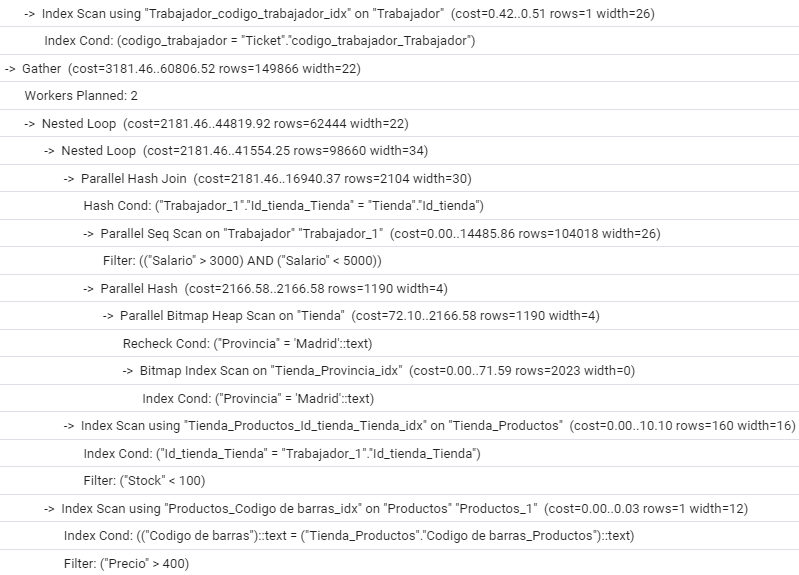 -> Index Scan using "Trabajador_codigo_trabajador_idx" on "Trabajador" (cost=0.42..0.51 rows=1 width=26)
Index Cond: (codigo_trabajador = "Ticket"."codigo_trabajador_Trabajador")
-> Gather (cost=3181.46..60806.52 rows=149866 width=22)
Workers Planned: 2
-> Nested Loop (cost=2181.46..44819.92 rows=62444 width=22)
-> Nested Loop (cost=2181.46..41554.25 rows=98660 width=34)
-> Parallel Hash Join (cost=2181.46..16940.37 rows=2104 width=30)
Hash Cond: ("Trabajador_1"."Id_tienda_Tienda" = "Tienda"."Id_tienda")
-> Parallel Seq Scan on "Trabajador" "Trabajador_1" (cost=0.00..14485.86 rows=104018 width=26)
Filter: (("Salario" > 3000) AND ("Salario" < 5000))
-> Parallel Hash (cost=2166.58..2166.58 rows=1190 width=4)
-> Parallel Bitmap Heap Scan on "Tienda" (cost=72.10..2166.58 rows=1190 width=4)
Recheck Cond: ("Provincia" = 'Madrid'::text)
-> Bitmap Index Scan on "Tienda_Provincia_idx" (cost=0.00..71.59 rows=2023 width=0)
Index Cond: ("Provincia" = 'Madrid'::text)
-> Index Scan using "Tienda_Productos_Id_tienda_Tienda_idx" on "Tienda_Productos" (cost=0.00..10.10 rows=160 width=16)
Index Cond: ("Id_tienda_Tienda" = "Trabajador_1"."Id_tienda_Tienda")
Filter: ("Stock" < 100)
-> Index Scan using "Productos_Codigo de barras_idx" on "Productos" "Productos_1" (cost=0.00..0.03 rows=1 width=12)
Index Cond: (("Codigo de barras")::text = ("Tienda_Productos"."Codigo de barras_Productos")::text)
Filter: ("Precio" > 400)